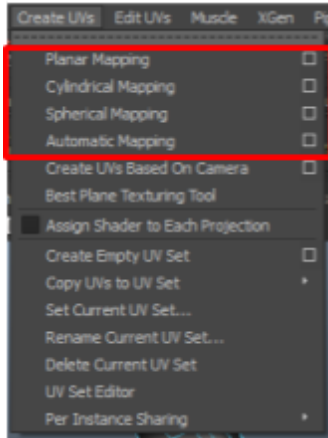 Create UVs Edit UVs Muscle XGen
Planar Mapping
Cylindrical Mapping
Spherical Mapping
Automatic Mapping
Create UVs Based On Camera
Best Plane Texturing Tool
Assign Shader to Each Projection
Create Empty UV Set
Copy UVs to UV Set
Set Current UV Set...
Rename Current UV Set...
Delete Current UV Set
UV Set Editor
Per Instance Sharing